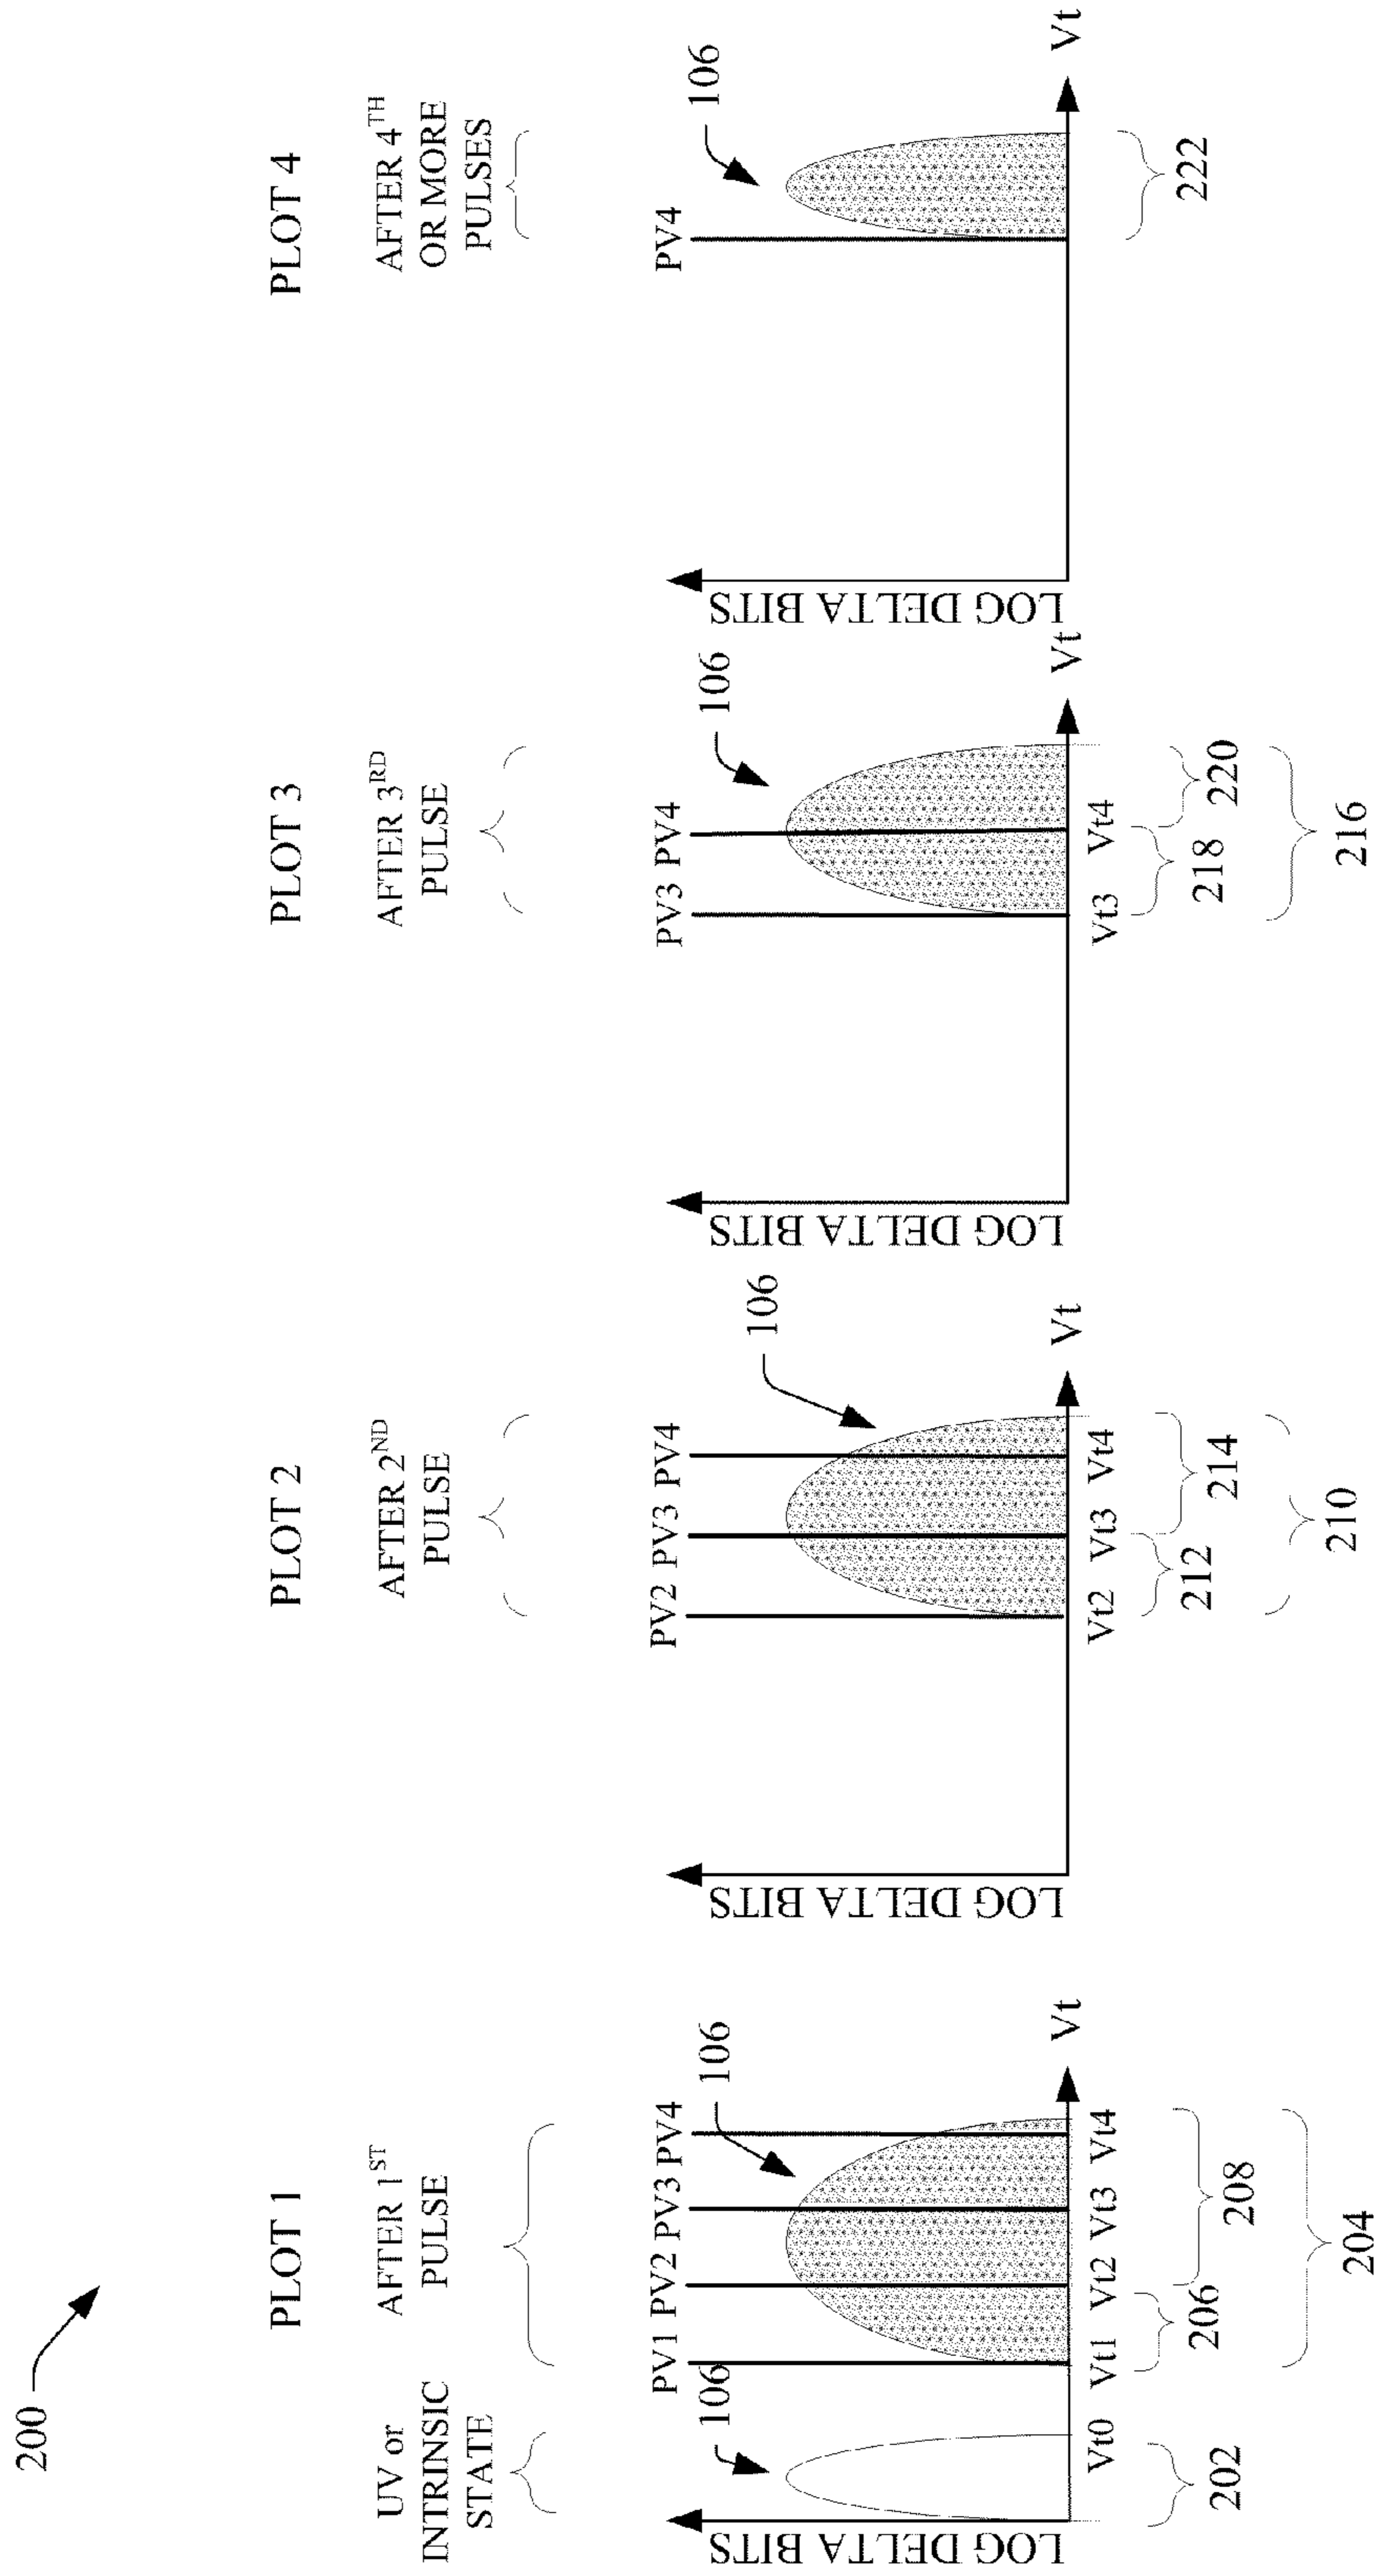 200
PLOT 1
UV or
INTRINSIC
STATE
AFTER 1ST
PULSE
PV1 PV2 PV3 PV4
106
106
LOG DELTA BITS
Vt
Vt0 Vt1 Vt2 Vt3 Vt4
202
206
208
204
PLOT 2
AFTER 2ND
PULSE
PV2 PV3 PV4
106
LOG DELTA BITS
Vt
Vt2 Vt3 Vt4
212
214
210
PLOT 3
AFTER 3RD
PULSE
PV3 PV4
106
LOG DELTA BITS
Vt
Vt3 Vt4
218
220
216
PLOT 4
AFTER 4TH
OR MORE
PULSES
PV4
106
LOG DELTA BITS
Vt
222